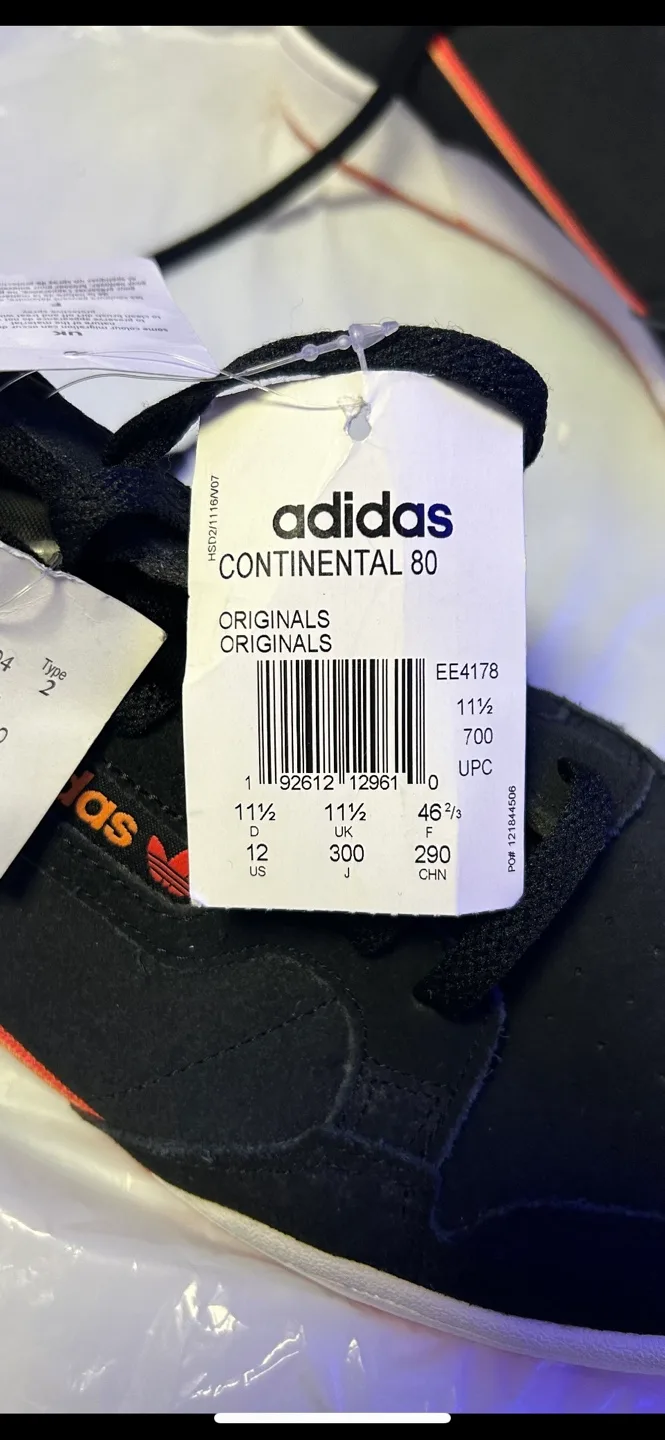 UK
HSD2/1116/V07
adidas
CONTINENTAL 80
ORIGINALS
ORIGINALS
EE4178
11½
700
UPC
1 92612 12961 0
11½ 11½ 46 2/3
D UK F
12 300 290
US J CHN
PO# 121844506
Type
2
das